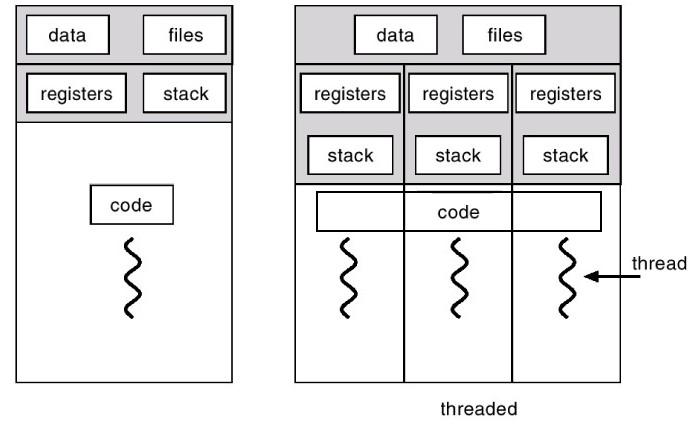 data files
registers stack
code
data files
registers registers registers
stack stack stack
code
thread
threaded